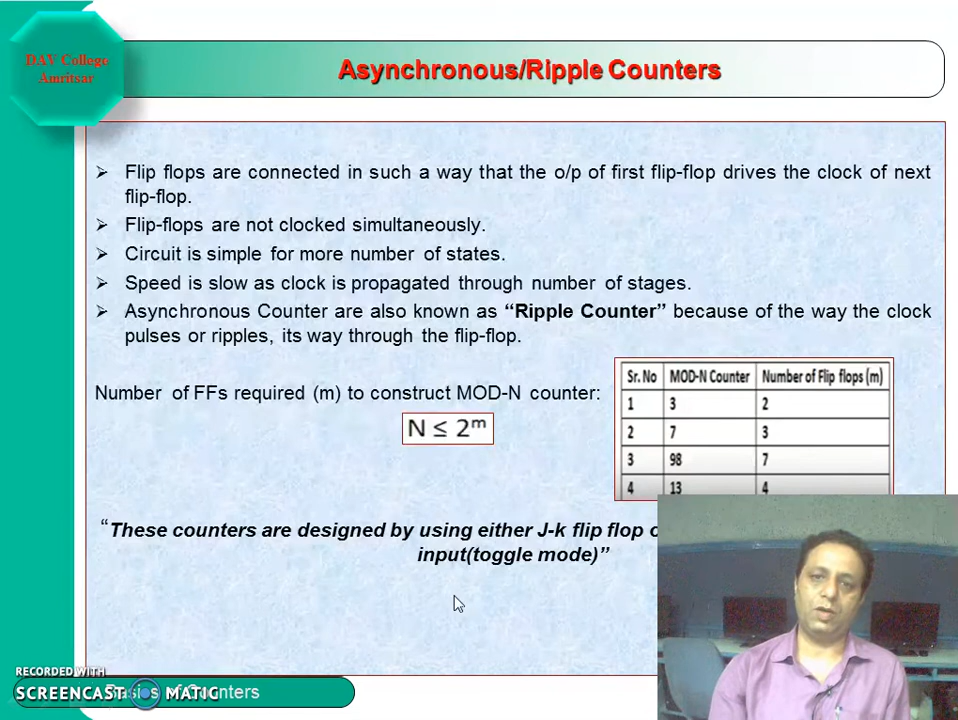 DAV College
Amritsar
Asynchronous/Ripple Counters
➢ Flip flops are connected in such a way that the o/p of first flip-flop drives the clock of next
flip-flop.
➢ Flip-flops are not clocked simultaneously.
➢ Circuit is simple for more number of states.
➢ Speed is slow as clock is propagated through number of stages.
➢ Asynchronous Counter are also known as “Ripple Counter” because of the way the clock
pulses or ripples, its way through the flip-flop.
Number of FFs required (m) to construct MOD-N counter:
N ≤ 2ᵐ
Sr. No MOD-N Counter Number of Flip flops (m)
1 3 2
2 7 3
3 98 7
4 13 4
“These counters are designed by using either J-k flip flop
input(toggle mode)”
RECORDED WITH
SCREENCAST MATIC
Basics of Counters